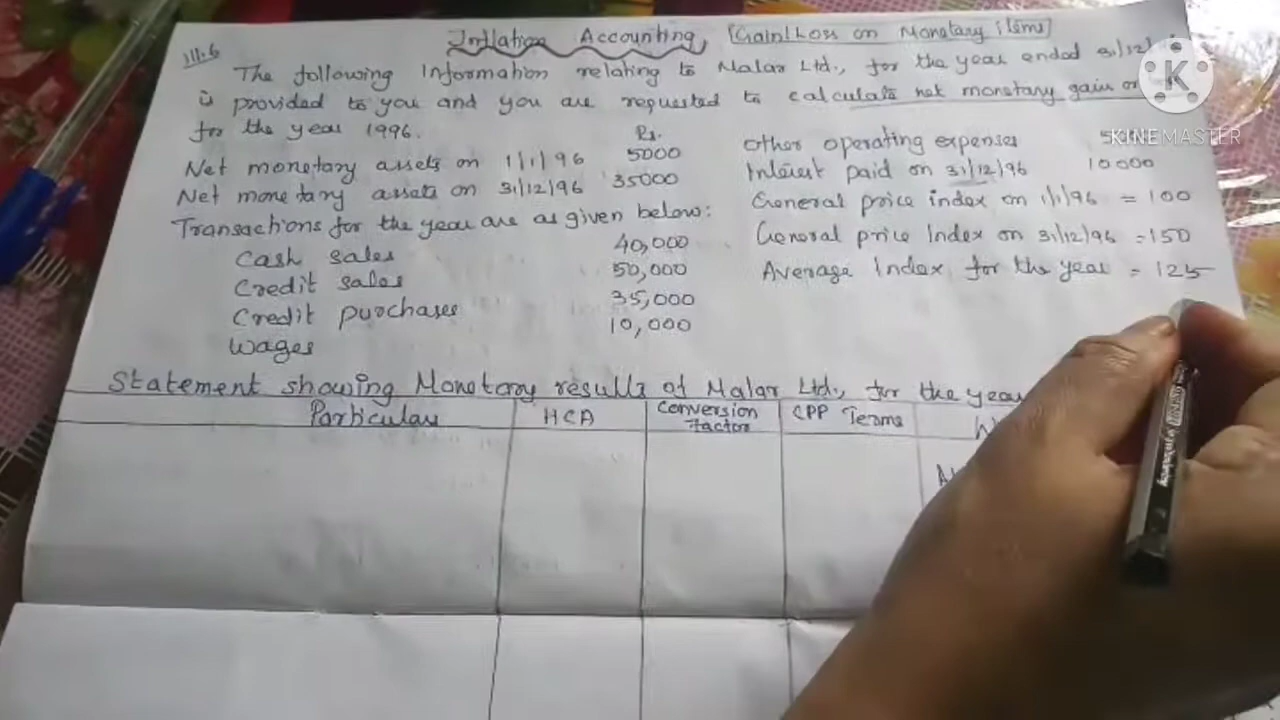 Ill.6
Inflation Accounting [Gain/Loss on Monetary items]
The following Information relating to Malar Ltd., for the year ended 31/12/
is provided to you and you are requested to calculate net monetary gain or
for the year 1996.
Rs.
Net monetary assets on 1/1/96 5000
Net monetary assets on 31/12/96 35000
Transactions for the year are as given below:
Cash sales 40,000
Credit sales 50,000
Credit purchases 35,000
Wages 10,000
Other operating expenses
Interest paid on 31/12/96 10000
General price index on 1/1/96 = 100
General price Index on 31/12/96 = 150
Average Index for the year = 125
Statement showing Monetary results of Malar Ltd., for the year
Particulars HCA Conversion Factor CPP Terms
K
KINEMASTER